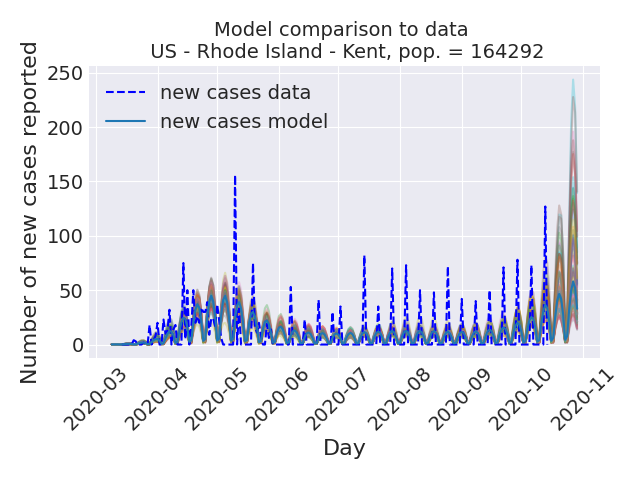 Model comparison to data
US - Rhode Island - Kent, pop. = 164292
Number of new cases reported
250
200
150
100
50
0
new cases data
new cases model
2020-03
2020-04
2020-05
2020-06
2020-07
2020-08
2020-09
2020-10
2020-11
Day